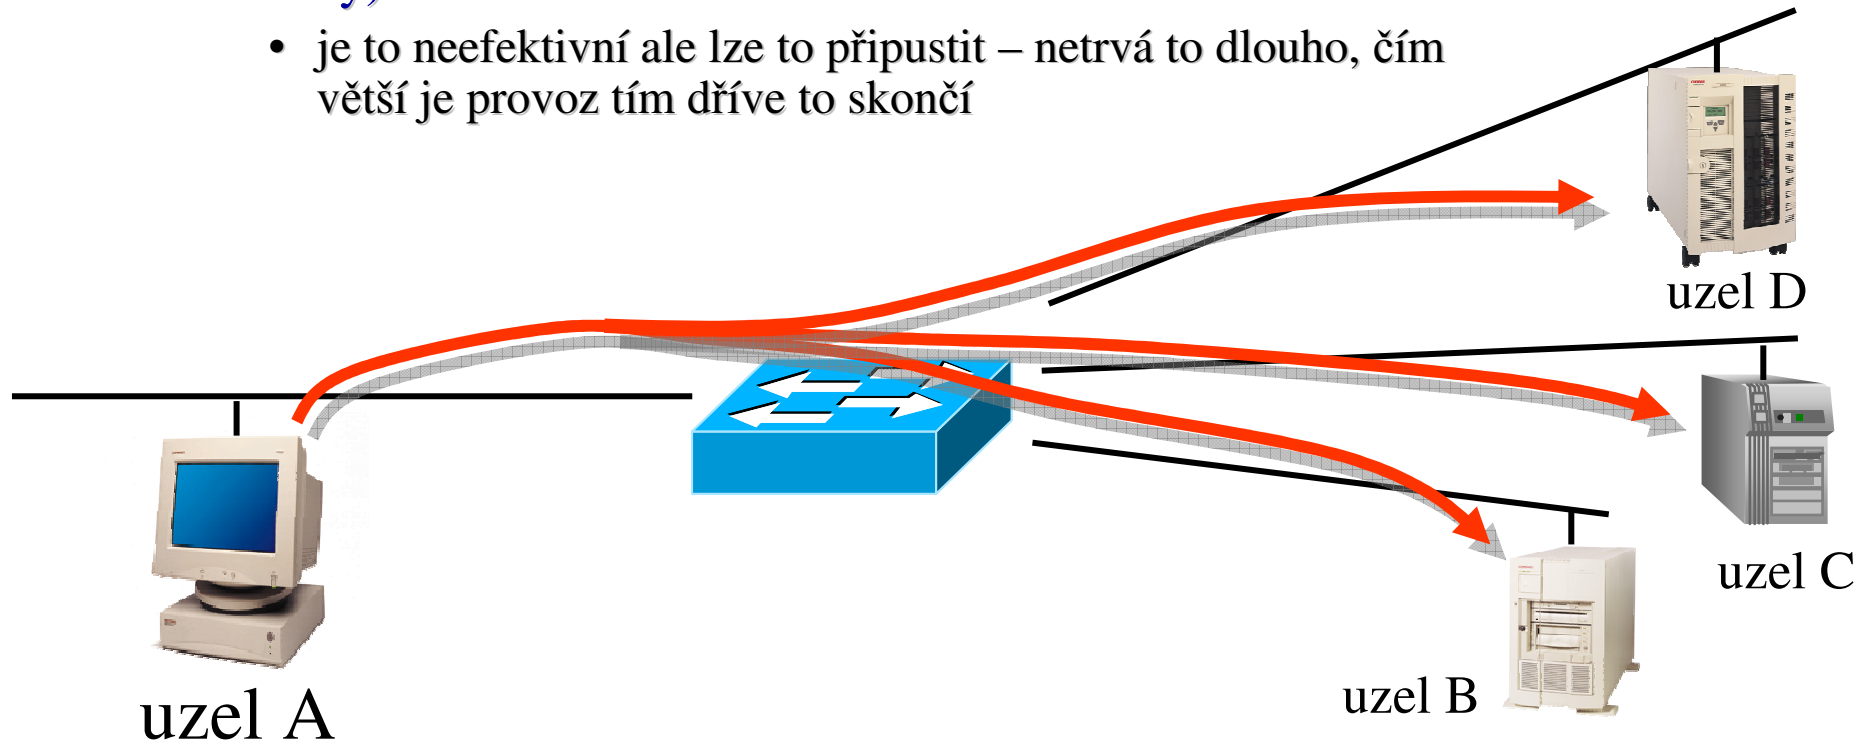 • je to neefektivní ale lze to připustit – netrvá to dlouho, čím
větší je provoz tím dříve to skončí
uzel D
uzel C
uzel B
uzel A